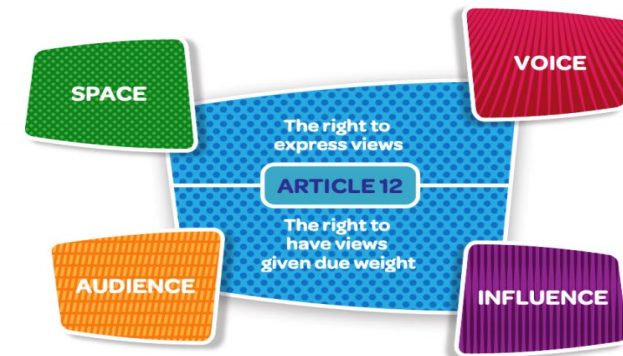 SPACE
VOICE
The right to
express views
ARTICLE 12
The right to
have views
given due weight
AUDIENCE
INFLUENCE